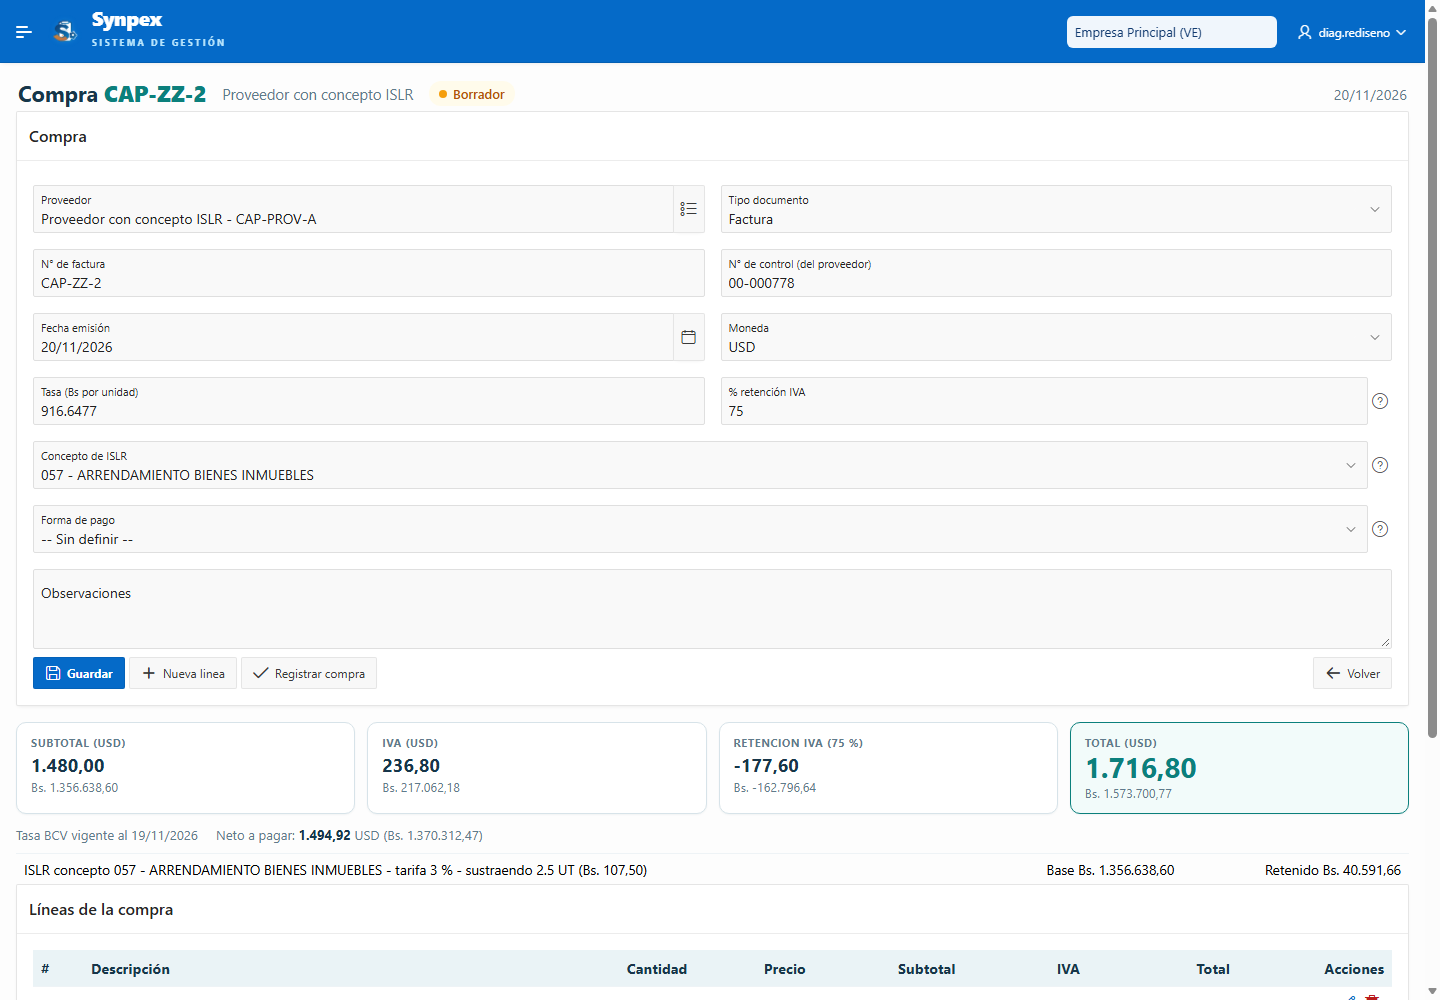 Synpex
SISTEMA DE GESTIÓN
Empresa Principal (VE)
diag.rediseno
Compra CAP-ZZ-2 Proveedor con concepto ISLR Borrador 20/11/2026
Compra
Proveedor
Proveedor con concepto ISLR - CAP-PROV-A
Tipo documento
Factura
N° de factura
CAP-ZZ-2
N° de control (del proveedor)
00-000778
Fecha emisión
20/11/2026
Moneda
USD
Tasa (Bs por unidad)
916.6477
% retención IVA
75
Concepto de ISLR
057 - ARRENDAMIENTO BIENES INMUEBLES
Forma de pago
-- Sin definir --
Observaciones
Guardar Nueva linea Registrar compra Volver
SUBTOTAL (USD)
1.480,00
Bs. 1.356.638,60
IVA (USD)
236,80
Bs. 217.062,18
RETENCION IVA (75 %)
-177,60
Bs. -162.796,64
TOTAL (USD)
1.716,80
Bs. 1.573.700,77
Tasa BCV vigente al 19/11/2026 Neto a pagar: 1.494,92 USD (Bs. 1.370.312,47)
ISLR concepto 057 - ARRENDAMIENTO BIENES INMUEBLES - tarifa 3 % - sustraendo 2.5 UT (Bs. 107,50) Base Bs. 1.356.638,60 Retenido Bs. 40.591,66
Líneas de la compra
# Descripción Cantidad Precio Subtotal IVA Total Acciones